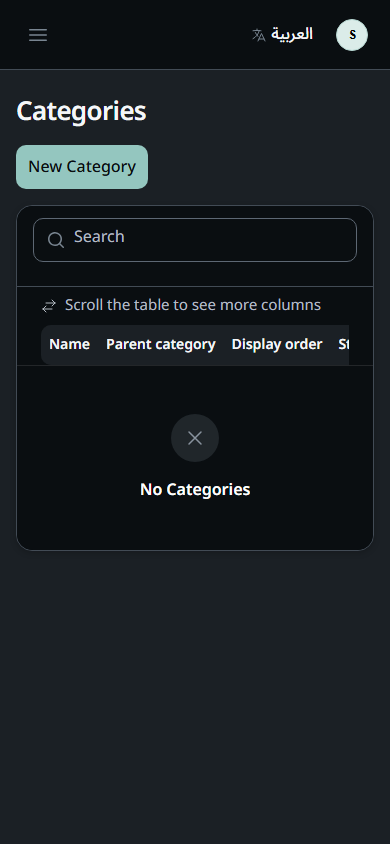 العربية
S
Categories
New Category
Search
Scroll the table to see more columns
Name Parent category Display order St
No Categories